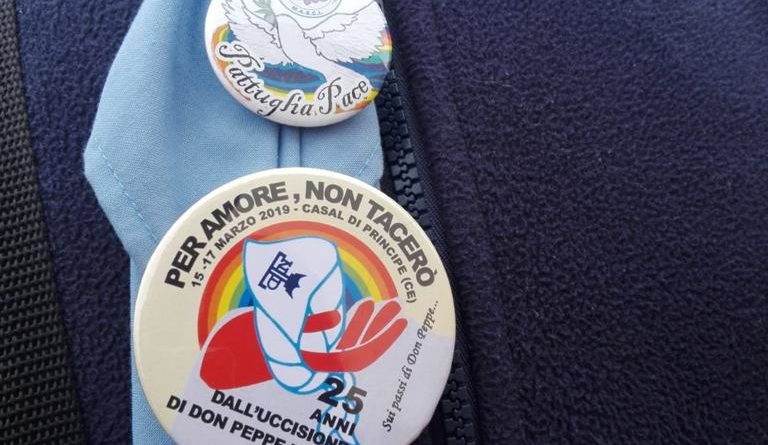 Pattuglia Pace
PER AMORE, NON TACERÒ
15-17 MARZO 2019 - CASAL DI PRINCIPE (CE)
Sui passi di Don Peppe...
25
ANNI
DALL'UCCISIONE
DI DON PEPPE